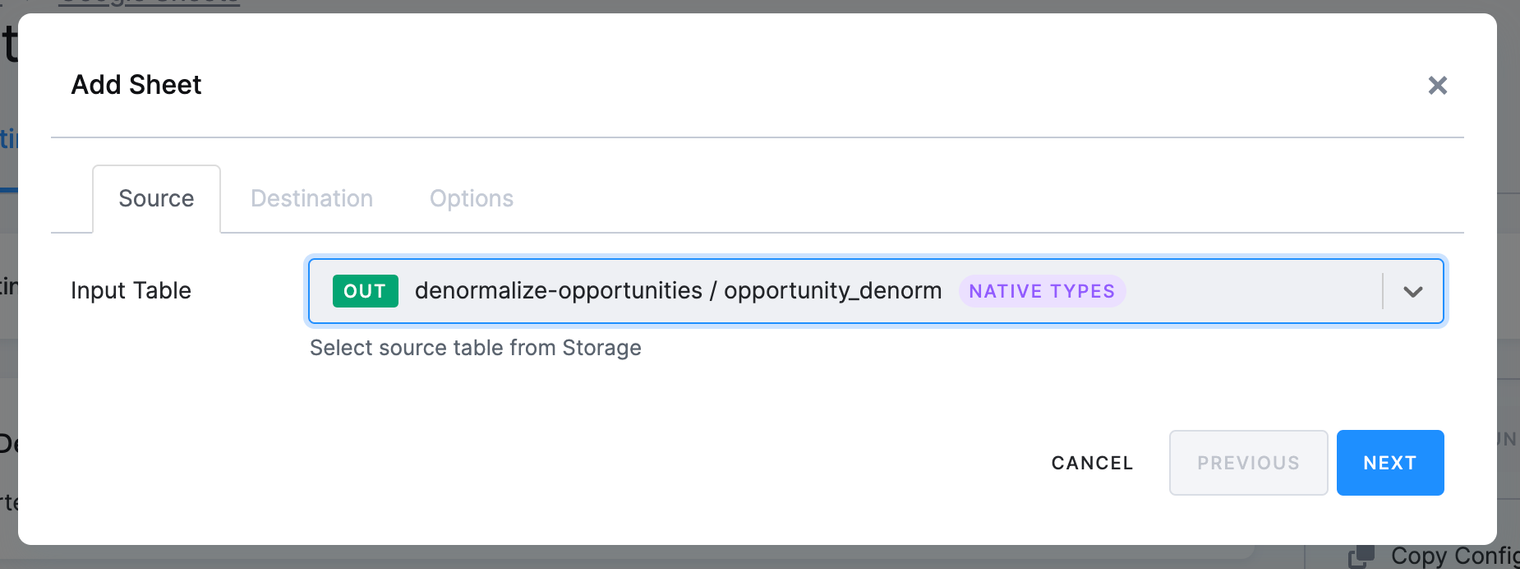 Add Sheet
Source Destination Options
Input Table OUT denormalize-opportunities / opportunity_denorm NATIVE TYPES
Select source table from Storage
CANCEL PREVIOUS NEXT
Copy Config